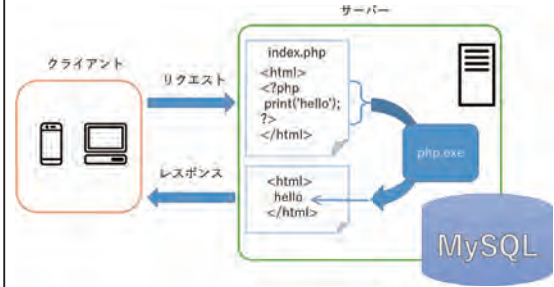 サーバー
クライアント
リクエスト
index.php
<html>
<?php
print('hello');
?>
</html>
php.exe
レスポンス
<html>
hello
</html>
MySQL